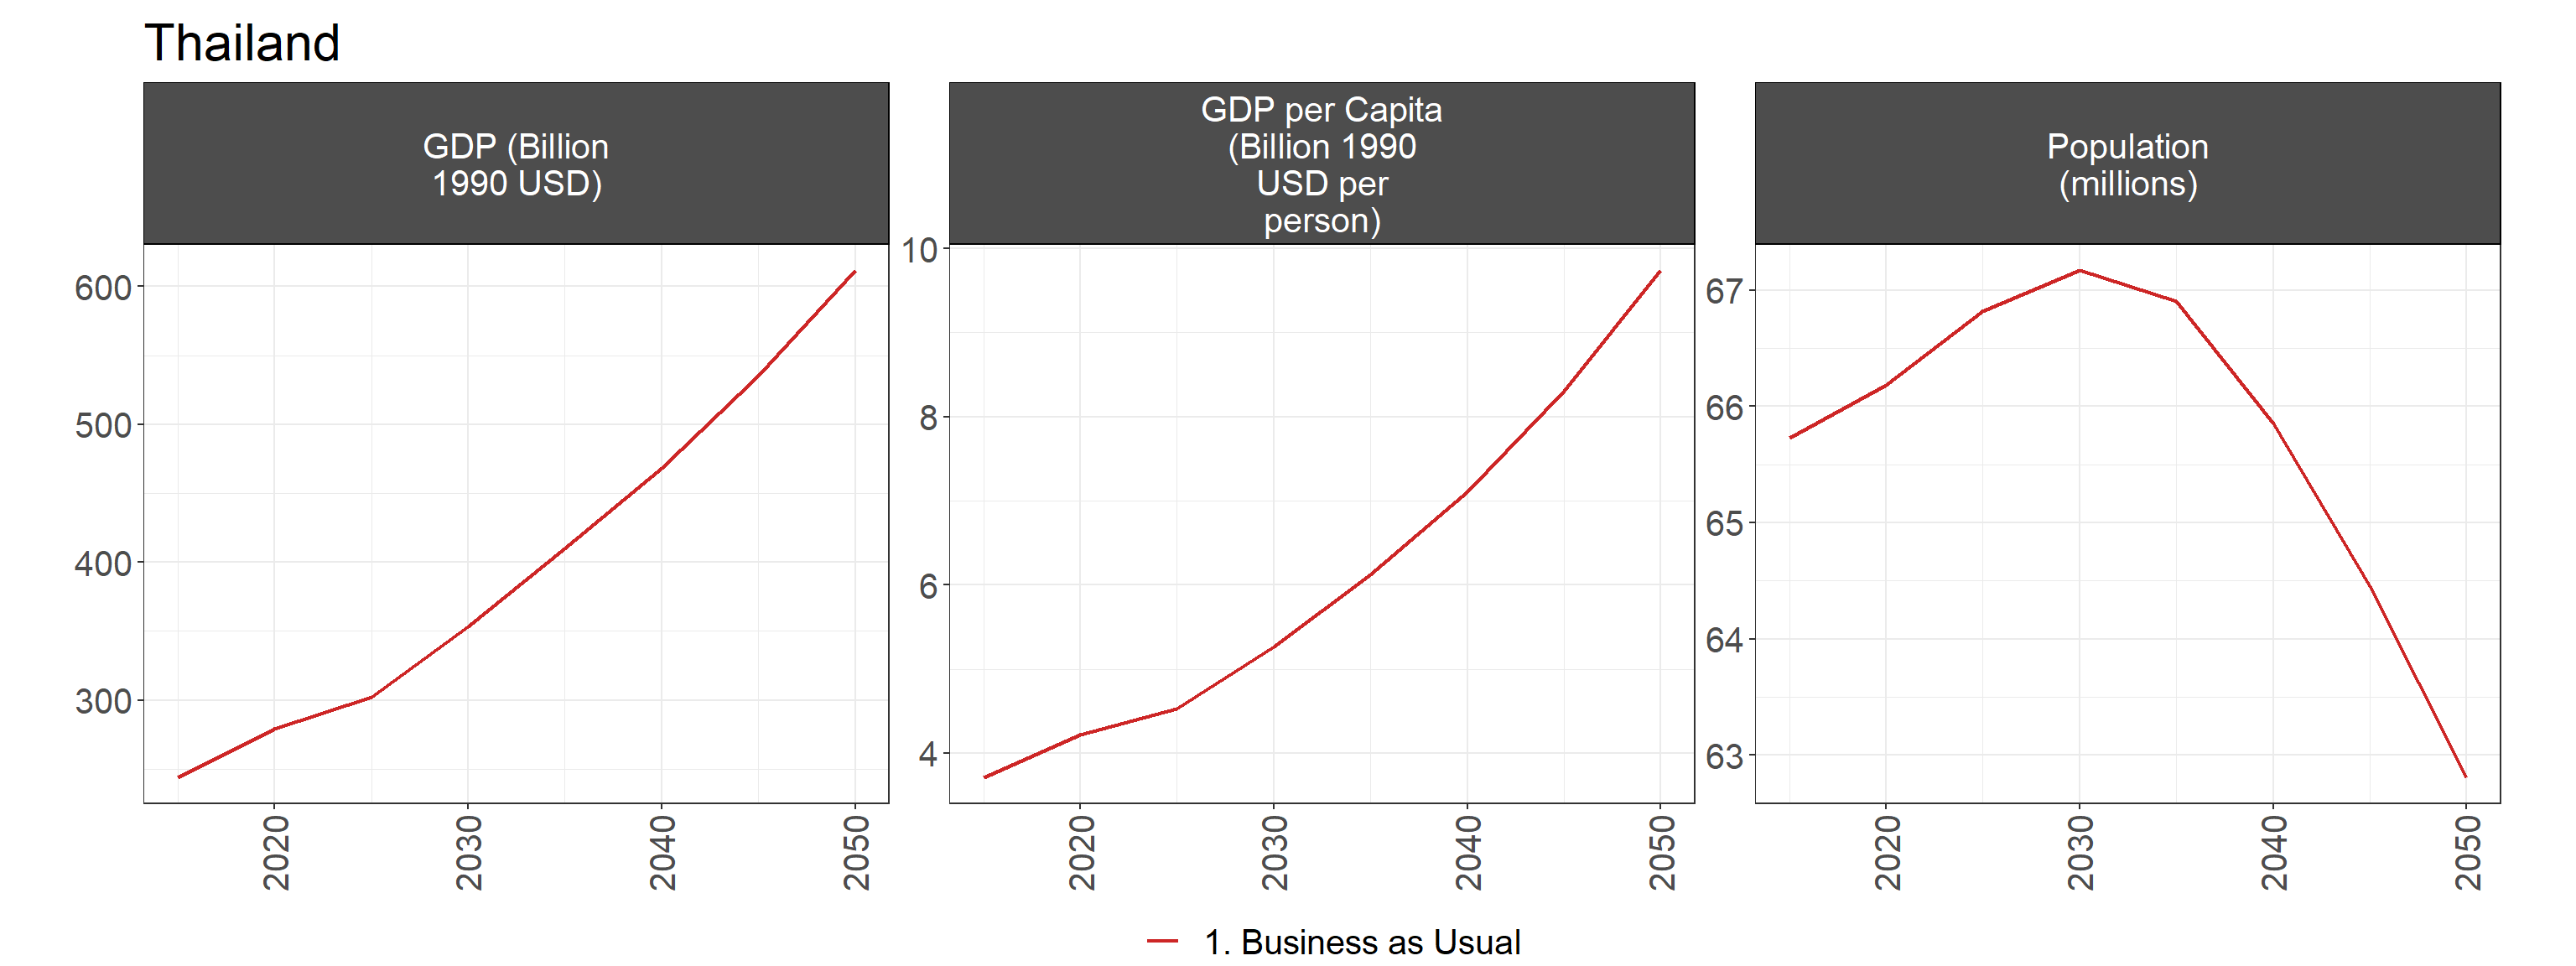 Thailand
GDP (Billion
1990 USD)
GDP per Capita
(Billion 1990
USD per
person)
Population
(millions)
600
500
400
300
10
8
6
4
67
66
65
64
63
2020
2030
2040
2050
2020
2030
2040
2050
2020
2030
2040
2050
1. Business as Usual